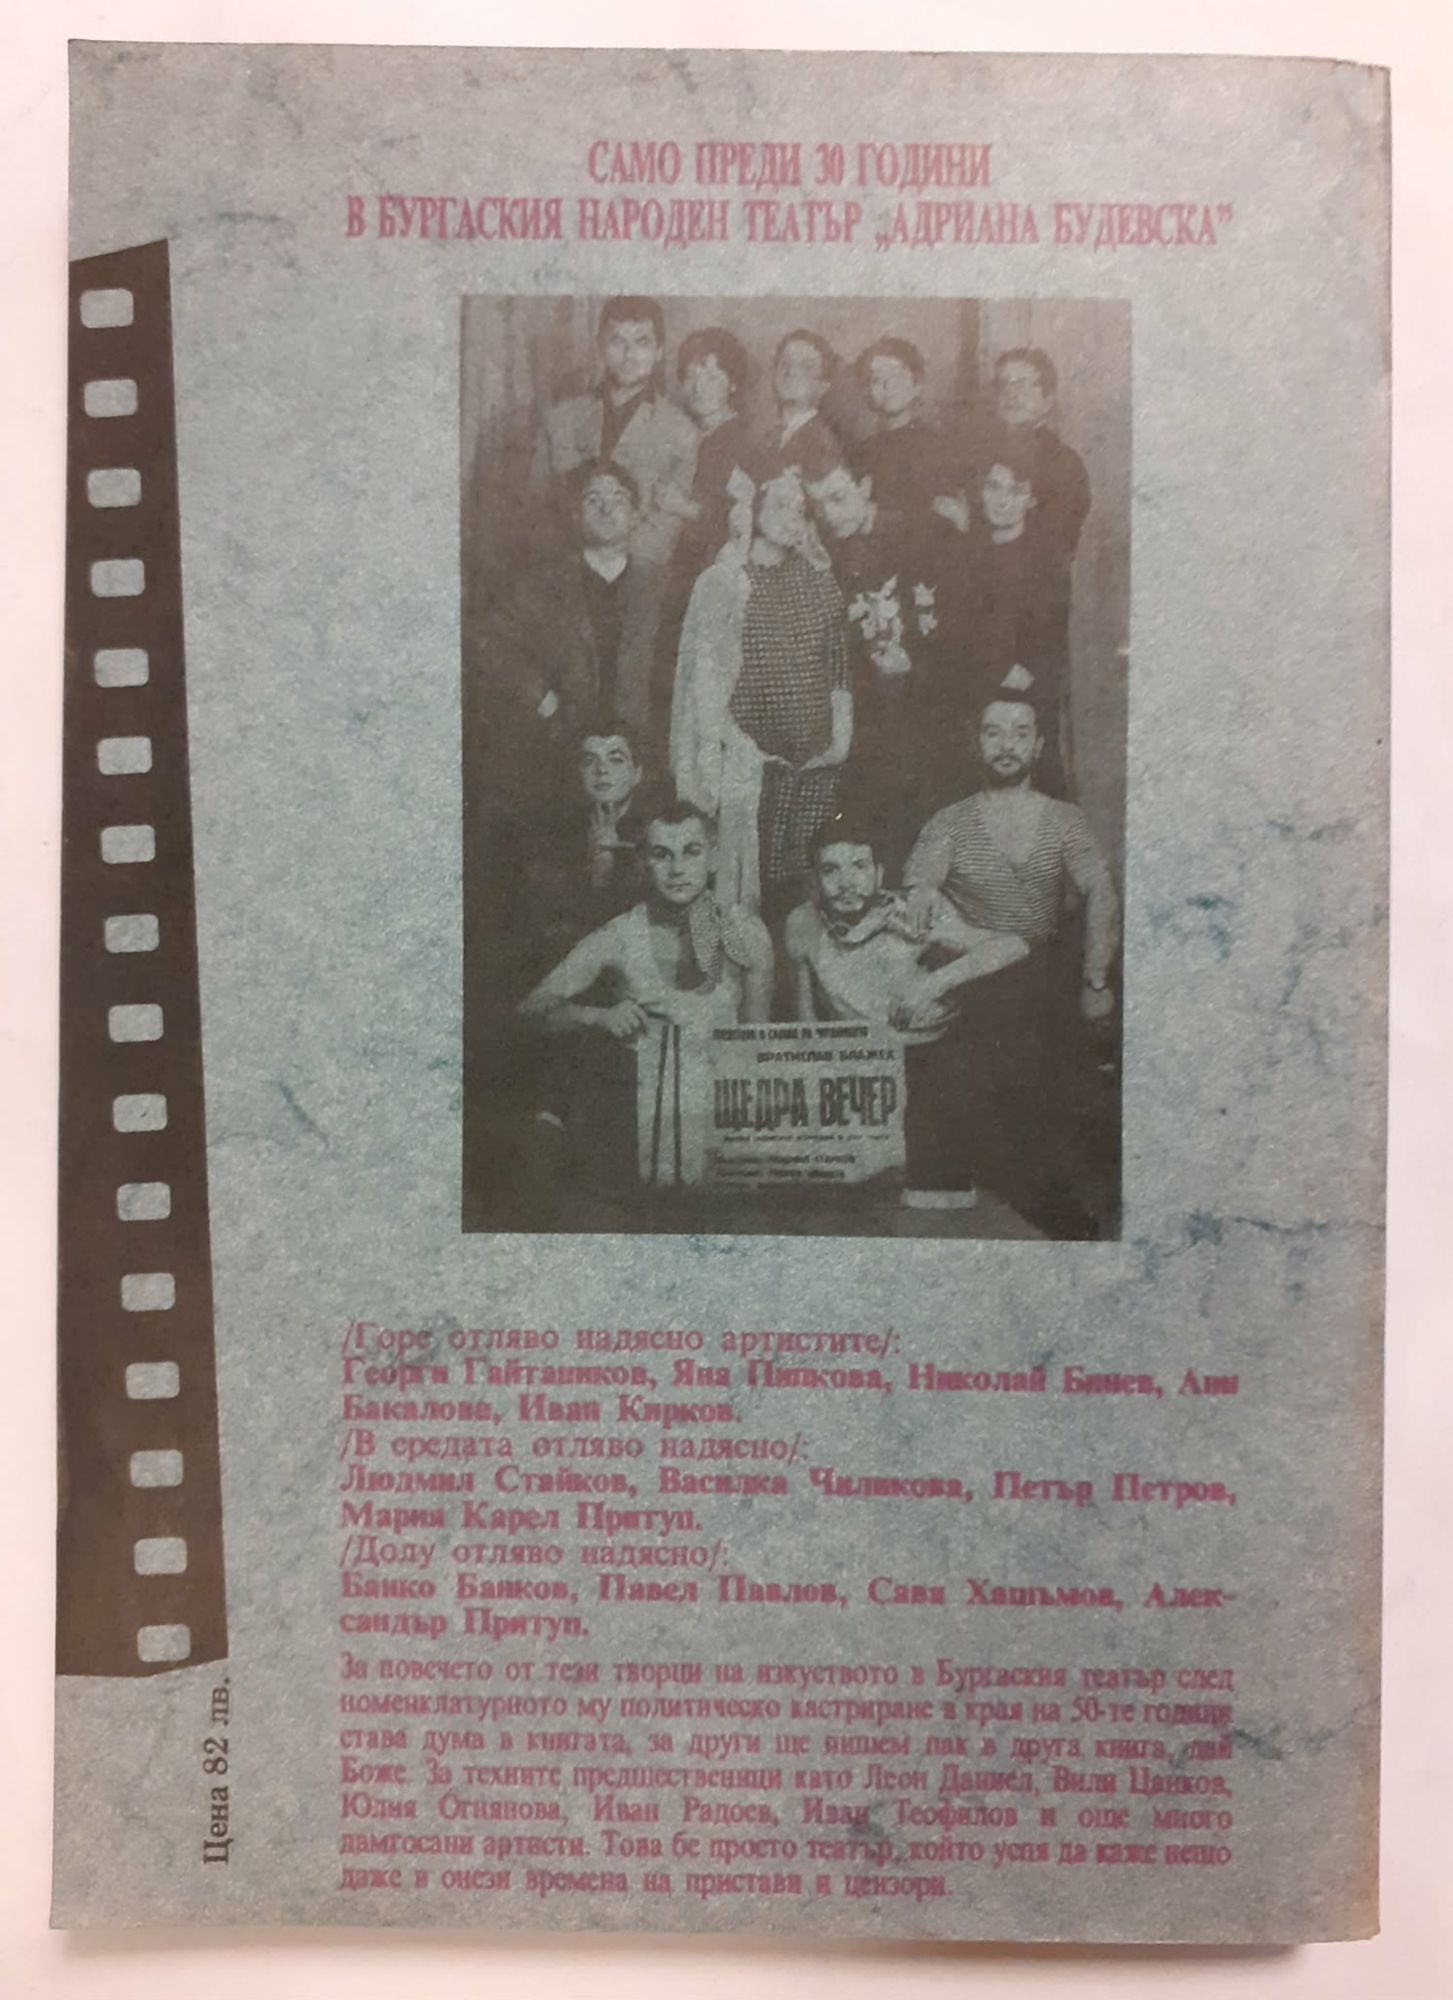 САМО ПРЕДИ 30 ГОДИНИ
В БУРГАСКИЯ НАРОДЕН ТЕАТЪР „АДРИАНА БУДЕВСКА”
ВРАТИСЛАВ БЛАЖЕК
ЩЕДРА ВЕЧЕР
/Горе отляво надясно артистите/:
Георги Гайтаников, Яна Пипкова, Николай Бинев, Ани
Бакалова, Иван Кирков.
/В средата отляво надясно/:
Людмил Стайков, Василка Чиликова, Петър Петров,
Мария Карел Притуп.
/Долу отляво надясно/:
Банко Банков, Павел Павлов, Сава Хашъмов, Алек-
сандър Притуп.
За повечето от тези творци на изкуството в Бургаския театър след
номенклатурното му политическо кастриране в края на 50-те години
става дума в книгата, за други ще пишем пак в друга книга, дай
Боже. За техните предшественици като Леон Даниел, Вили Цанков,
Юлия Огнянова, Иван Радоев, Иван Теофилов и още много
дамгосани артисти. Това бе просто театър, който успя да каже нещо
даже в онези времена на пристави и цензори.
Цена 82 лв.